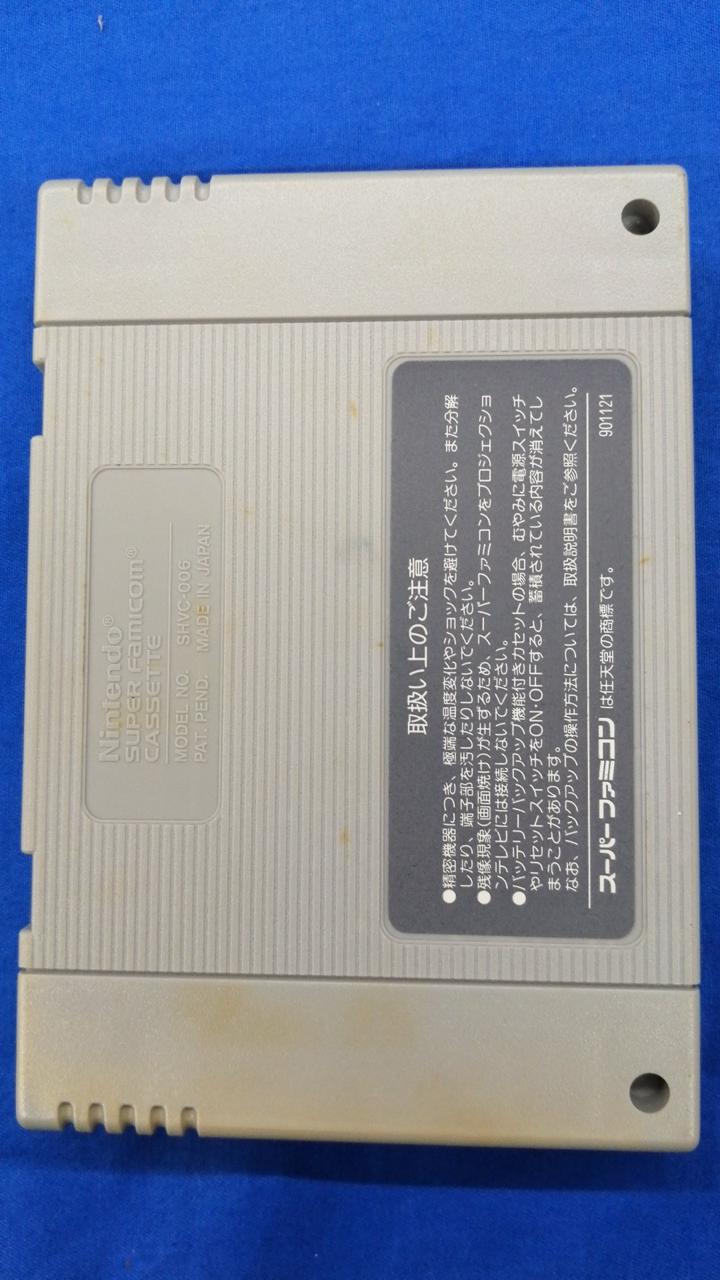 Nintendo®
SUPER FAMICOM®
CASSETTE
MODEL NO. SHVC-006
PAT. PEND. MADE IN JAPAN
取扱い上のご注意
●精密機器につき、極端な温度変化やショックを避けてください。また分解
したり、端子部を汚したりしないでください。
●残像現象(画面焼け)が生ずるため、スーパーファミコンをプロジェクショ
ンテレビには接続しないでください。
●バッテリーバックアップ機能付きカセットの場合、むやみに電源スイッチ
やリセットスイッチをON・OFFすると、蓄積されている内容が消えてし
まうことがあります。
なお、バックアップの操作方法については、取扱説明書をご参照ください。
スーパーファミコン は任天堂の商標です。 901121